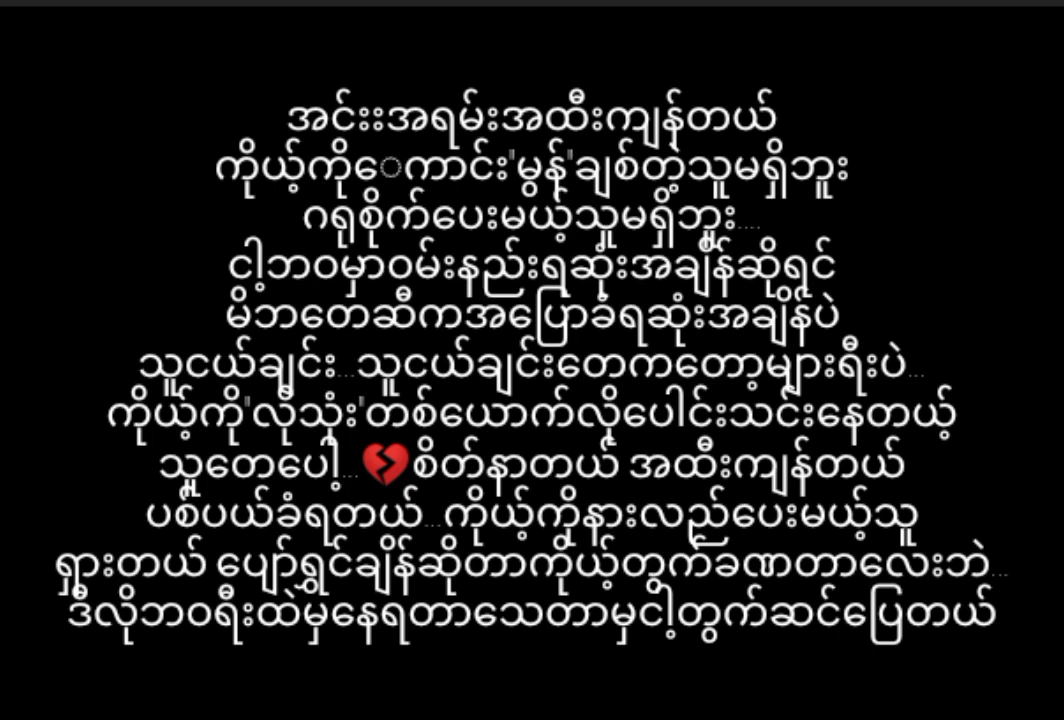 အင်းးးအရမ်းအထီးကျန်တယ်
ကိုယ့်ကိုေကာင်း"မွန်"ချစ်တဲ့သူမရှိဘူး
ဂရုစိုက်ပေးမယ့်သူမရှိဘူး....
ငါ့ဘဝမှာဝမ်းနည်းရဆုံးအချိန်ဆိုရင်
မိဘတေဆီကအပြောခံရဆုံးအချိန်ပဲ
သူငယ်ချင်း...သူငယ်ချင်းတေကတော့များရီးပဲ...
ကိုယ့်ကို'လိုသုံး'တစ်ယောက်လိုပေါင်းသင်းနေတယ့်
သူတေပေါ့...💔စိတ်နာတယ် အထီးကျန်တယ်
ပစ်ပယ်ခံရတယ်...ကိုယ့်ကိုနားလည်ပေးမယ့်သူ
ရှားတယ် ပျော်ရွှင်ချိန်ဆိုတာကိုယ့်တွက်ခဏတာလေးဘဲ...
ဒီလိုဘဝရီးထဲမှနေရတာသေတာမှငါ့တွက်ဆင်ပြေတယ်